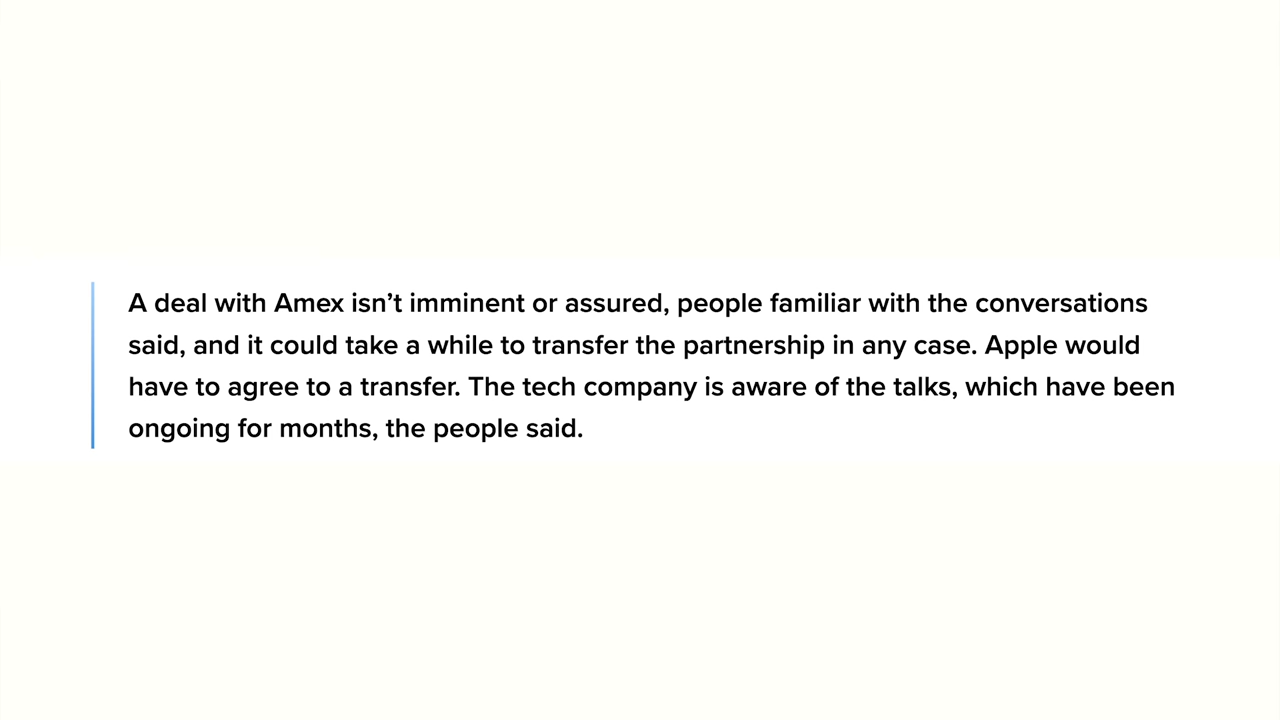 A deal with Amex isn’t imminent or assured, people familiar with the conversations
said, and it could take a while to transfer the partnership in any case. Apple would
have to agree to a transfer. The tech company is aware of the talks, which have been
ongoing for months, the people said.